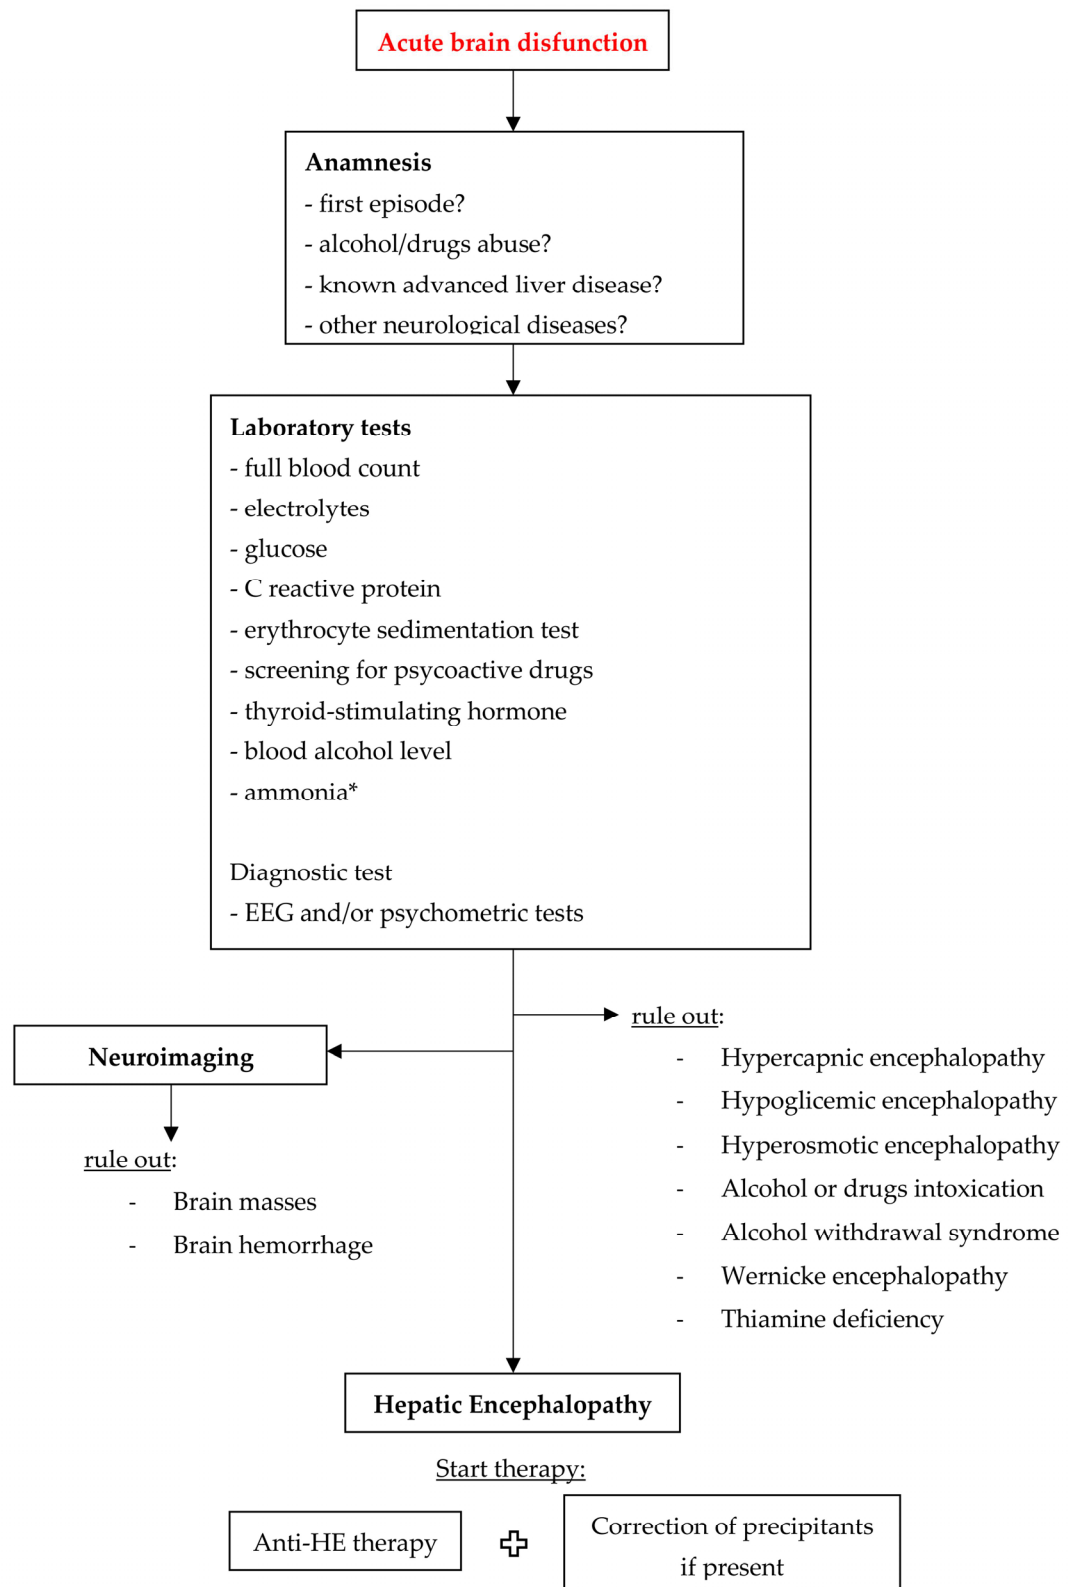 Acute brain disfunction
Anamnesis
- first episode?
- alcohol/drugs abuse?
- known advanced liver disease?
- other neurological diseases?
Laboratory tests
- full blood count
- electrolytes
- glucose
- C reactive protein
- erythrocyte sedimentation test
- screening for psycoactive drugs
- thyroid-stimulating hormone
- blood alcohol level
- ammonia*
Diagnostic test
- EEG and/or psychometric tests
Neuroimaging
rule out:
- Brain masses
- Brain hemorrhage
rule out:
- Hypercapnic encephalopathy
- Hypoglicemic encephalopathy
- Hyperosmotic encephalopathy
- Alcohol or drugs intoxication
- Alcohol withdrawal syndrome
- Wernicke encephalopathy
- Thiamine deficiency
Hepatic Encephalopathy
Start therapy:
Anti-HE therapy
Correction of precipitants
if present